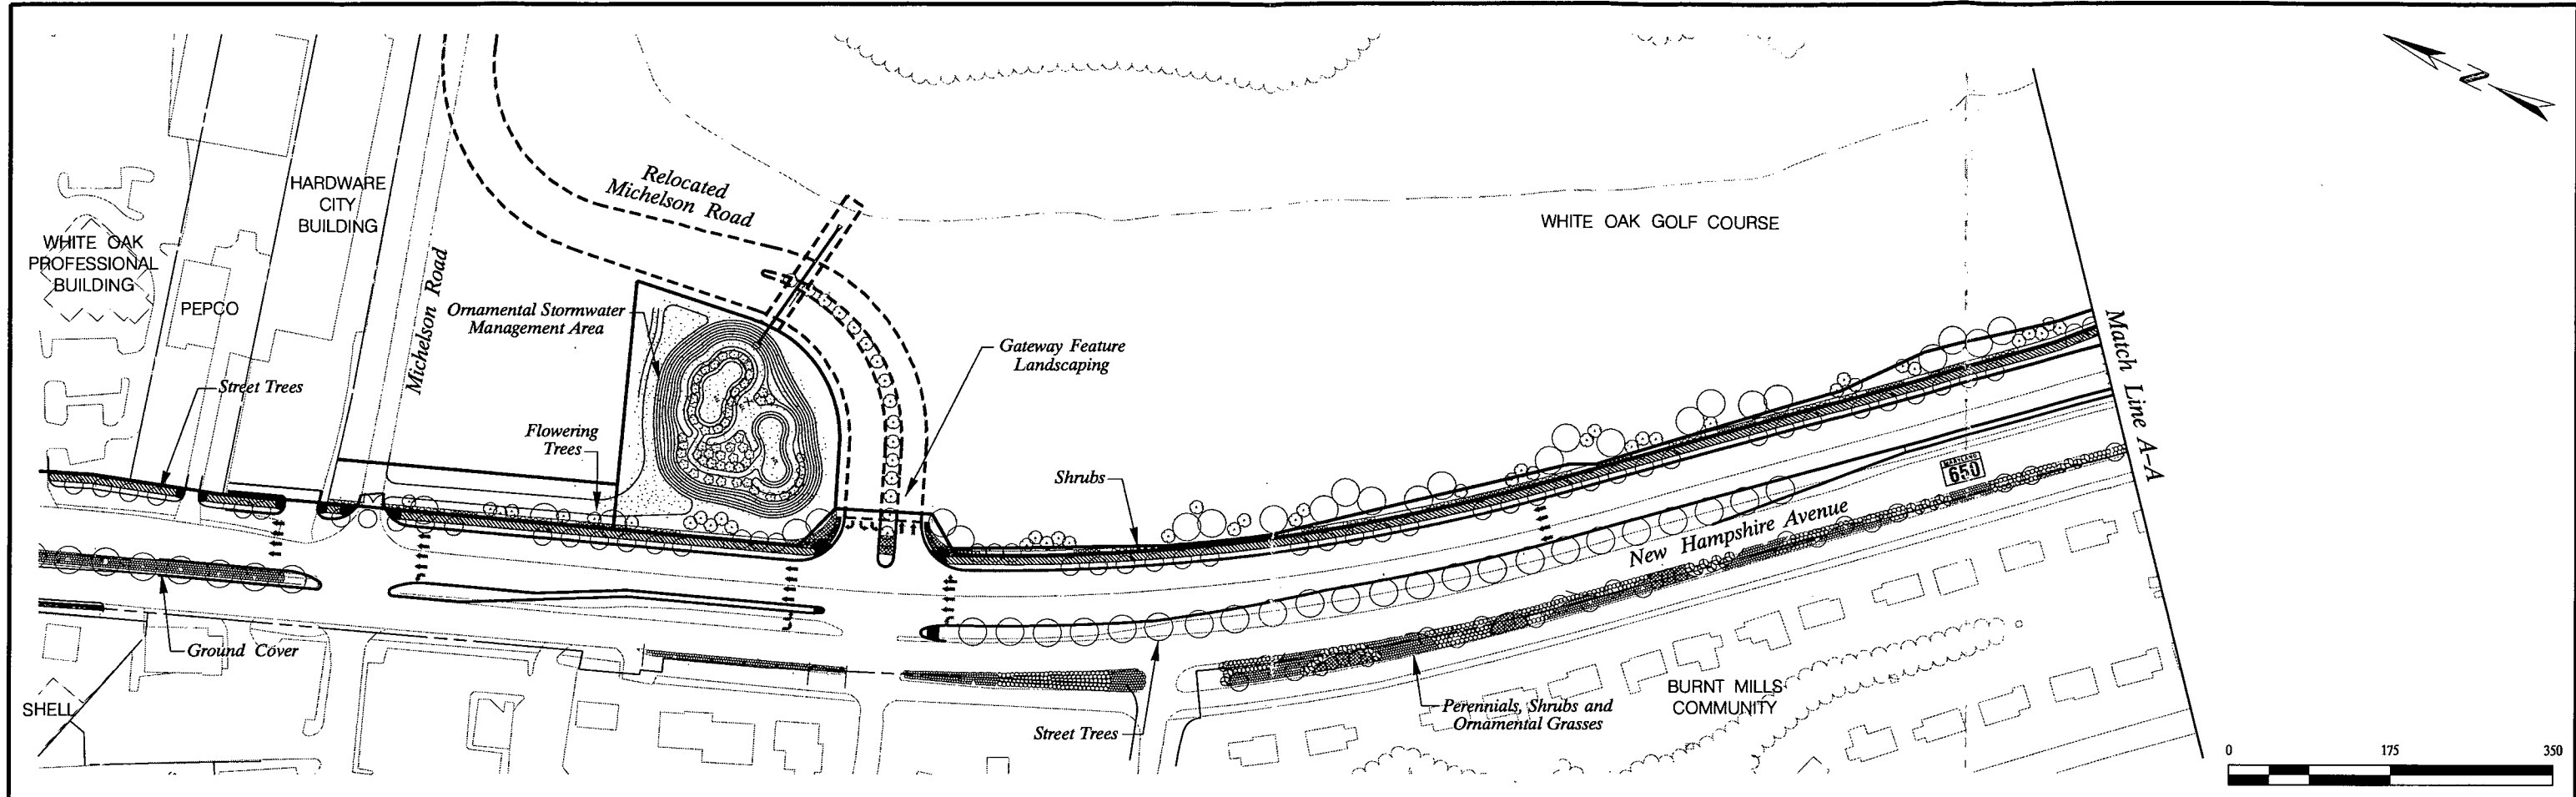 N
Relocated
Michelson Road
HARDWARE
CITY
BUILDING
WHITE OAK GOLF COURSE
WHITE OAK
PROFESSIONAL
BUILDING
PEPCO
Michelson Road
Ornamental Stormwater
Management Area
Gateway Feature
Landscaping
Match Line A-A
Street Trees
Flowering
Trees
Shrubs
MARYLAND
650
New Hampshire Avenue
Ground Cover
SHELL
BURNT MILLS
COMMUNITY
Perennials, Shrubs and
Ornamental Grasses
Street Trees
0 175 350